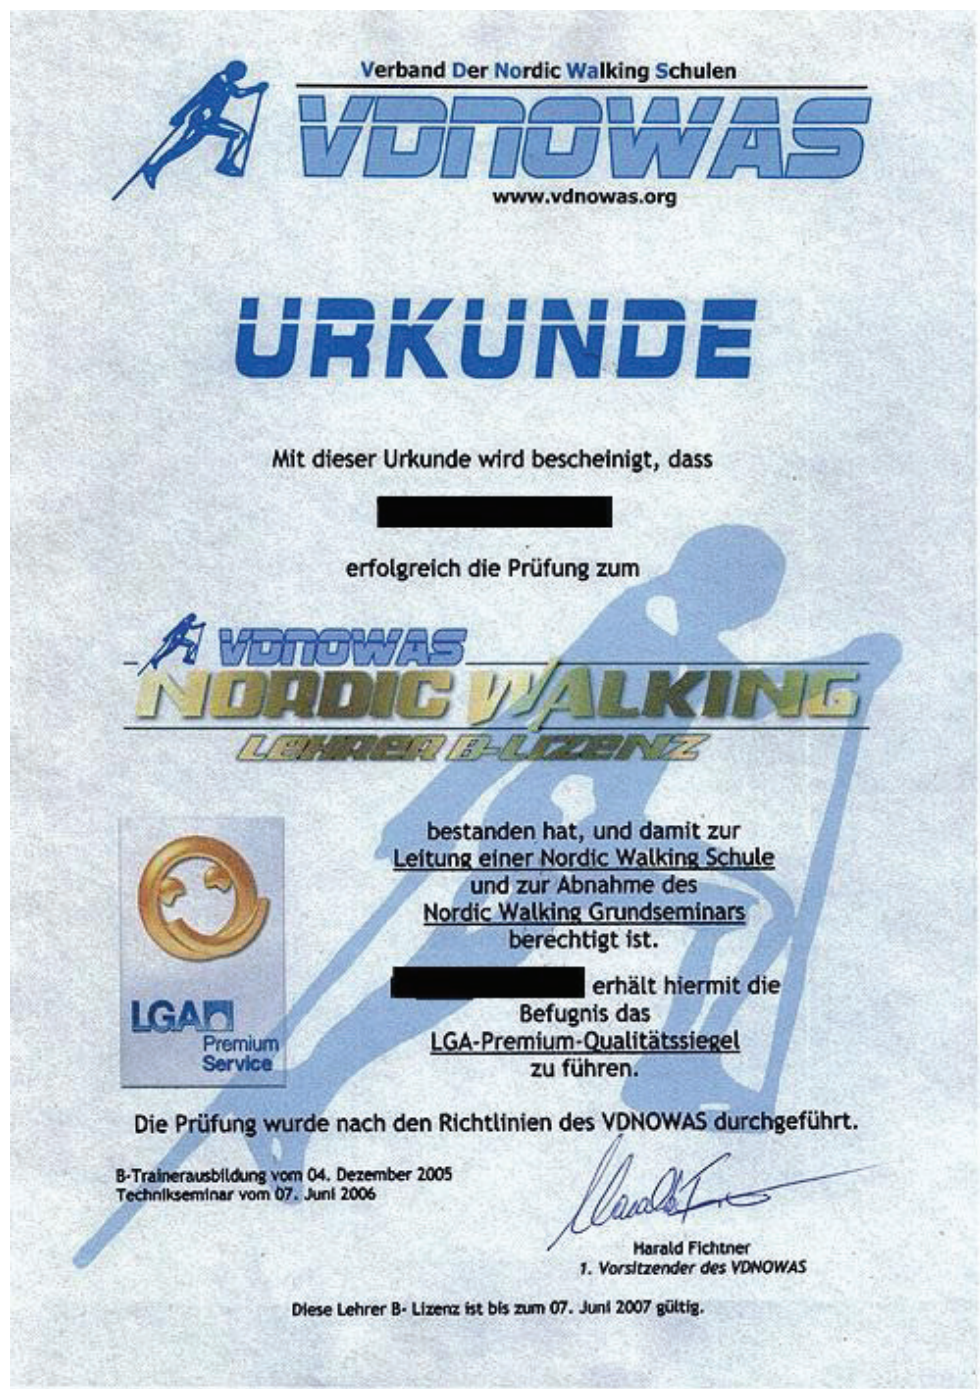 Verband Der Nordic Walking Schulen
VDNOWAS
www.vdnowas.org
URKUNDE
Mit dieser Urkunde wird bescheinigt, dass
erfolgreich die Prüfung zum
VDNOWAS
NORDIC WALKING
LEHRER B-LIZENZ
bestanden hat, und damit zur
Leitung einer Nordic Walking Schule
und zur Abnahme des
Nordic Walking Grundseminars
berechtigt ist.
erhält hiermit die
Befugnis das
LGA-Premium-Qualitätssiegel
zu führen.
LGA
Premium
Service
Die Prüfung wurde nach den Richtlinien des VDNOWAS durchgeführt.
B-Trainerausbildung vom 04. Dezember 2005
Technikseminar vom 07. Juni 2006
Harald Fichtner
1. Vorsitzender des VDNOWAS
Diese Lehrer B- Lizenz ist bis zum 07. Juni 2007 gültig.